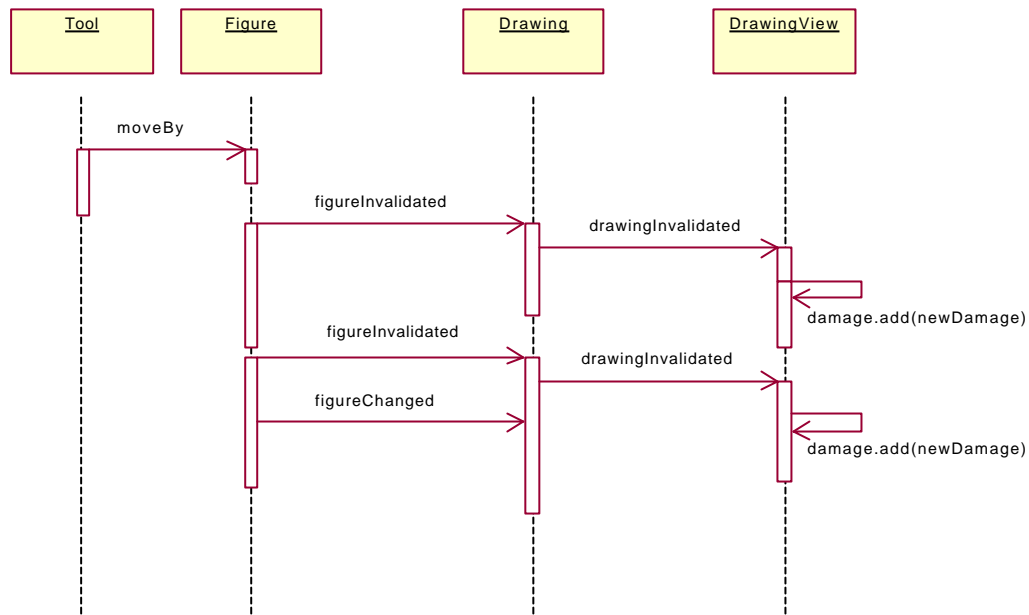 Tool
Figure
Drawing
DrawingView
moveBy
figureInvalidated
drawingInvalidated
damage.add(newDamage)
figureInvalidated
drawingInvalidated
figureChanged
damage.add(newDamage)